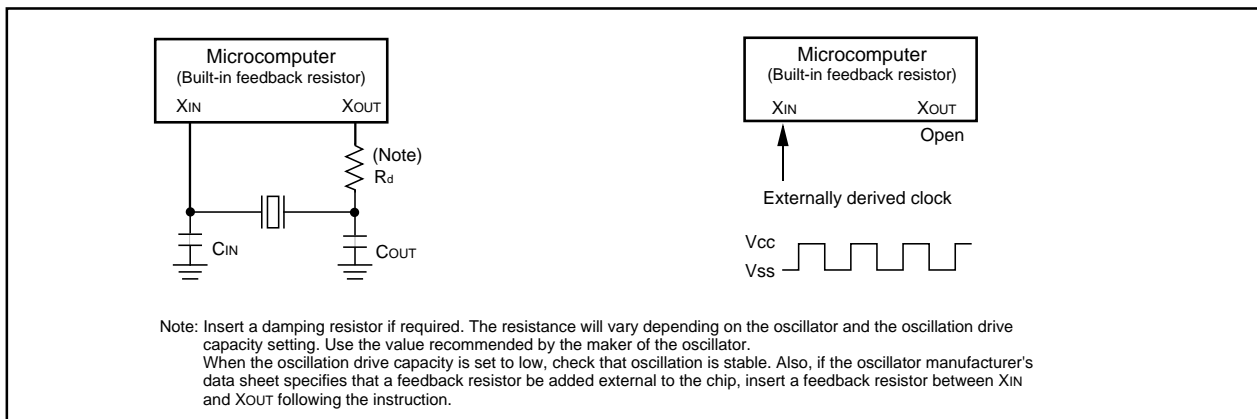 Microcomputer
(Built-in feedback resistor)
XIN XOUT
(Note)
Rd
CIN
COUT
Microcomputer
(Built-in feedback resistor)
XIN XOUT
Open
Externally derived clock
Vcc
Vss
Note: Insert a damping resistor if required. The resistance will vary depending on the oscillator and the oscillation drive
capacity setting. Use the value recommended by the maker of the oscillator.
When the oscillation drive capacity is set to low, check that oscillation is stable. Also, if the oscillator manufacturer's
data sheet specifies that a feedback resistor be added external to the chip, insert a feedback resistor between XIN
and XOUT following the instruction.